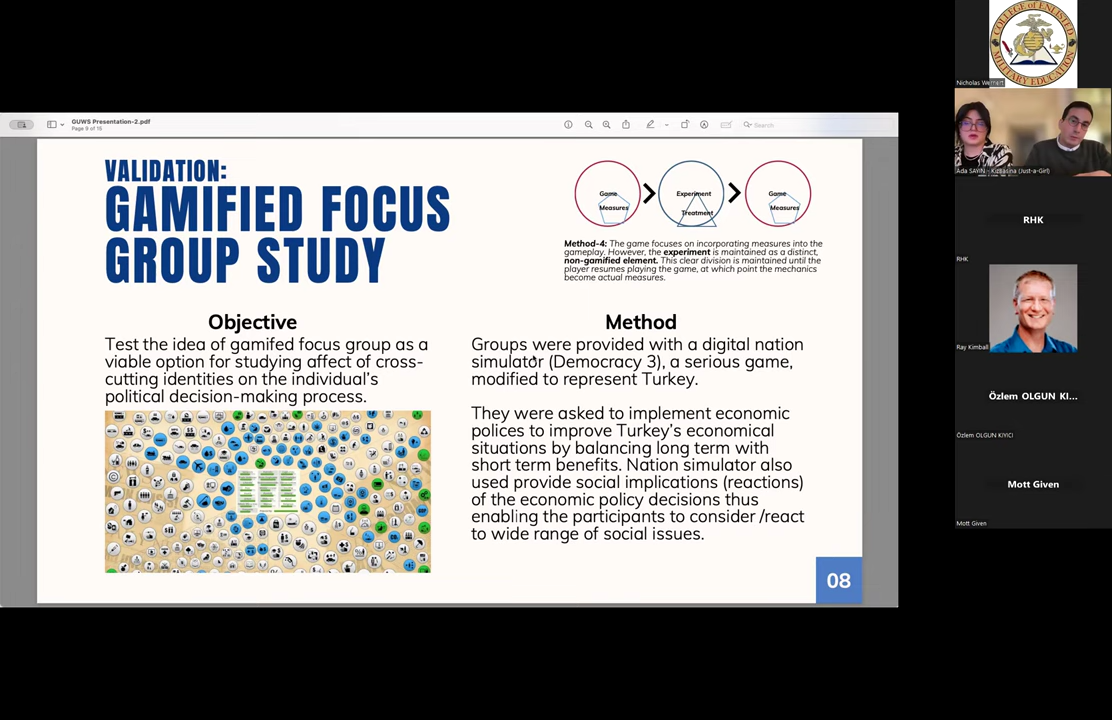 GUWS Presentation-2.pdf
Page 9 of 15
Search
VALIDATION:
GAMIFIED FOCUS
GROUP STUDY
Game
Measures
Experiment
Treatment
Game
Measures
Method-4: The game focuses on incorporating measures into the
gameplay. However, the experiment is maintained as a distinct,
non-gamified element. This clear division is maintained until the
player resumes playing the game, at which point the mechanics
become actual measures.
Objective
Test the idea of gamifed focus group as a
viable option for studying affect of cross-
cutting identities on the individual's
political decision-making process.
Method
Groups were provided with a digital nation
simulator (Democracy 3), a serious game,
modified to represent Turkey.
They were asked to implement economic
polices to improve Turkey's economical
situations by balancing long term with
short term benefits. Nation simulator also
used provide social implications (reactions)
of the economic policy decisions thus
enabling the participants to consider /react
to wide range of social issues.
08
COLLEGE of ENLISTED
MILITARY EDUCATION
Nicholas
Ada SAYIN - Kizbasina (Just-a-Girl)
RHK
RHK
Ray Kimball
Özlem OLGUN KI...
Özlem OLGUN KIYICI
Mott Given
Mott Given